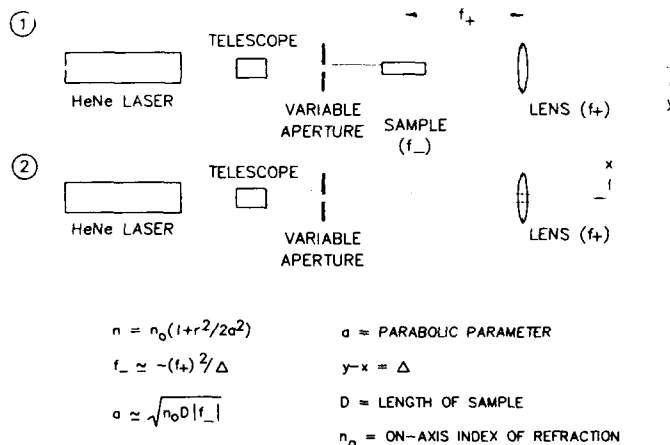 ①
f+
TELESCOPE
HeNe LASER
VARIABLE
APERTURE
SAMPLE
(f_)
LENS (f+)
y
②
TELESCOPE
x
HeNe LASER
VARIABLE
APERTURE
LENS (f+)
n = n₀(1+r²/2a²)
a = PARABOLIC PARAMETER
f_ ≃ -(f+)²/Δ
y-x = Δ
a ≃ √n₀D|f_|
D = LENGTH OF SAMPLE
n₀ = ON-AXIS INDEX OF REFRACTION